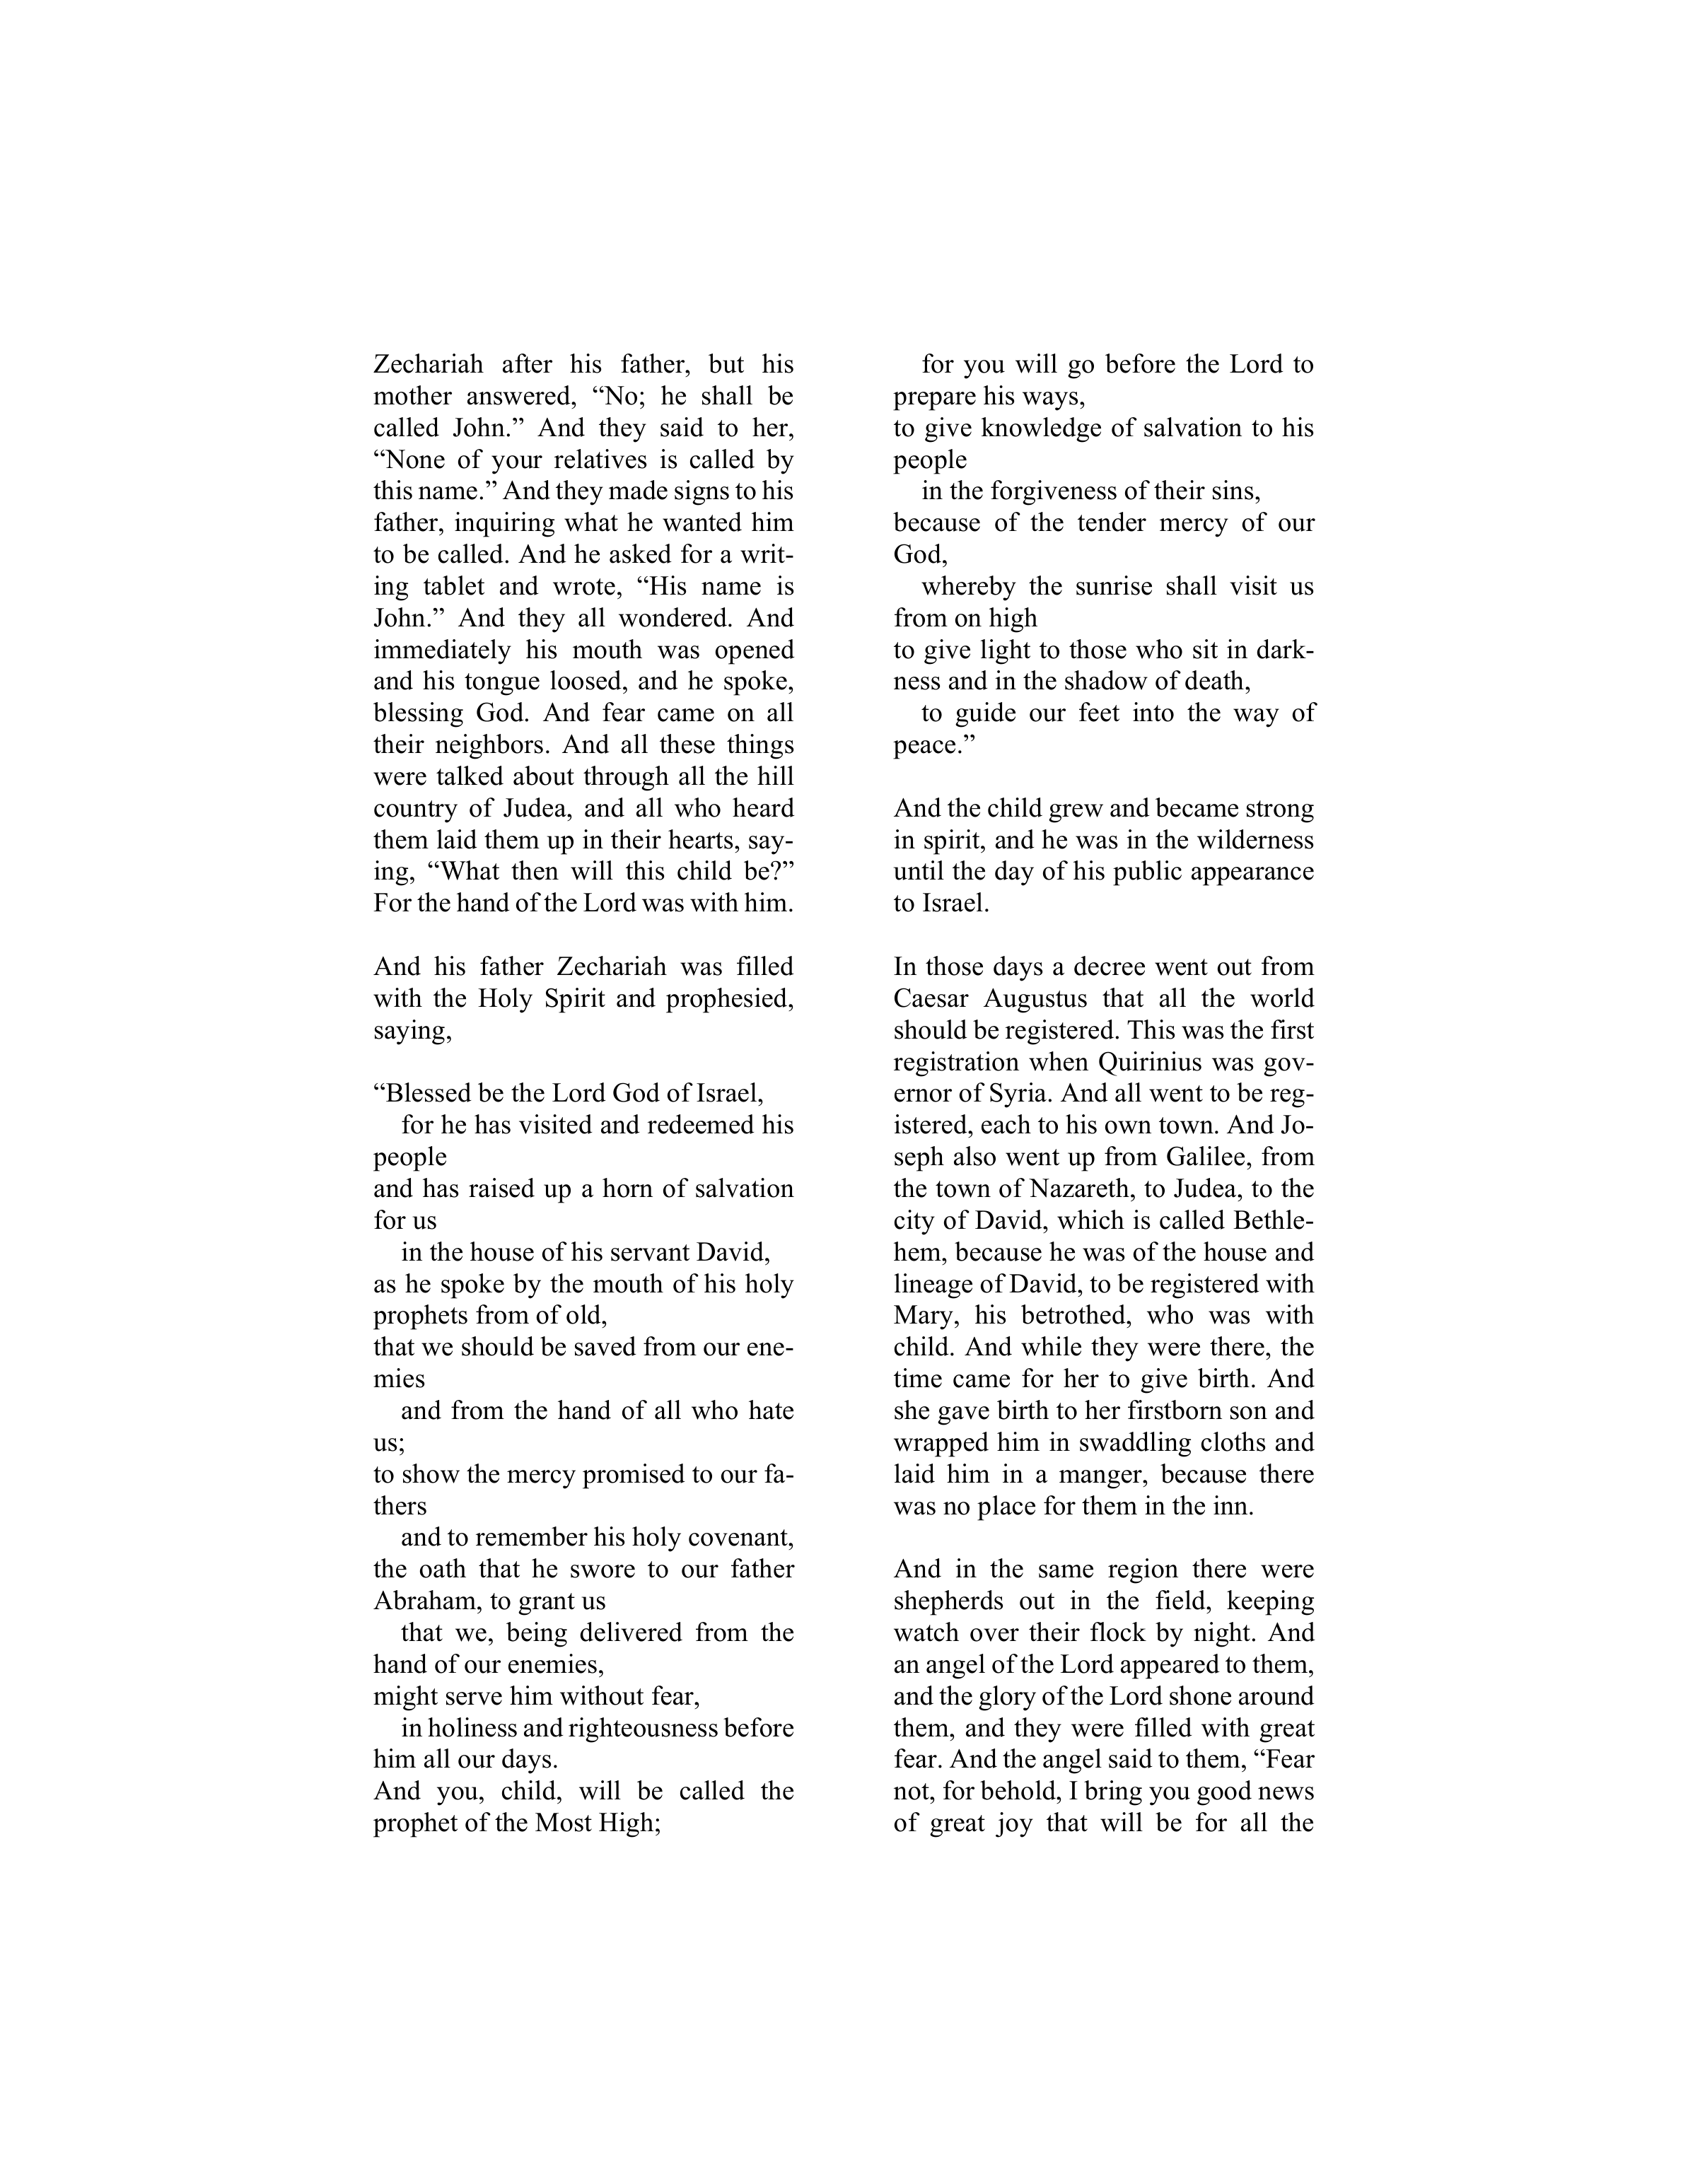 Zechariah after his father, but his
mother answered, “No; he shall be
called John.” And they said to her,
“None of your relatives is called by
this name.” And they made signs to his
father, inquiring what he wanted him
to be called. And he asked for a writ-
ing tablet and wrote, “His name is
John.” And they all wondered. And
immediately his mouth was opened
and his tongue loosed, and he spoke,
blessing God. And fear came on all
their neighbors. And all these things
were talked about through all the hill
country of Judea, and all who heard
them laid them up in their hearts, say-
ing, “What then will this child be?”
For the hand of the Lord was with him.

And his father Zechariah was filled
with the Holy Spirit and prophesied,
saying,

“Blessed be the Lord God of Israel,
for he has visited and redeemed his
people
and has raised up a horn of salvation
for us
in the house of his servant David,
as he spoke by the mouth of his holy
prophets from of old,
that we should be saved from our ene-
mies
and from the hand of all who hate
us;
to show the mercy promised to our fa-
thers
and to remember his holy covenant,
the oath that he swore to our father
Abraham, to grant us
that we, being delivered from the
hand of our enemies,
might serve him without fear,
in holiness and righteousness before
him all our days.
And you, child, will be called the
prophet of the Most High;
for you will go before the Lord to
prepare his ways,
to give knowledge of salvation to his
people
in the forgiveness of their sins,
because of the tender mercy of our
God,
whereby the sunrise shall visit us
from on high
to give light to those who sit in dark-
ness and in the shadow of death,
to guide our feet into the way of
peace.”

And the child grew and became strong
in spirit, and he was in the wilderness
until the day of his public appearance
to Israel.

In those days a decree went out from
Caesar Augustus that all the world
should be registered. This was the first
registration when Quirinius was gov-
ernor of Syria. And all went to be reg-
istered, each to his own town. And Jo-
seph also went up from Galilee, from
the town of Nazareth, to Judea, to the
city of David, which is called Bethle-
hem, because he was of the house and
lineage of David, to be registered with
Mary, his betrothed, who was with
child. And while they were there, the
time came for her to give birth. And
she gave birth to her firstborn son and
wrapped him in swaddling cloths and
laid him in a manger, because there
was no place for them in the inn.

And in the same region there were
shepherds out in the field, keeping
watch over their flock by night. And
an angel of the Lord appeared to them,
and the glory of the Lord shone around
them, and they were filled with great
fear. And the angel said to them, “Fear
not, for behold, I bring you good news
of great joy that will be for all the